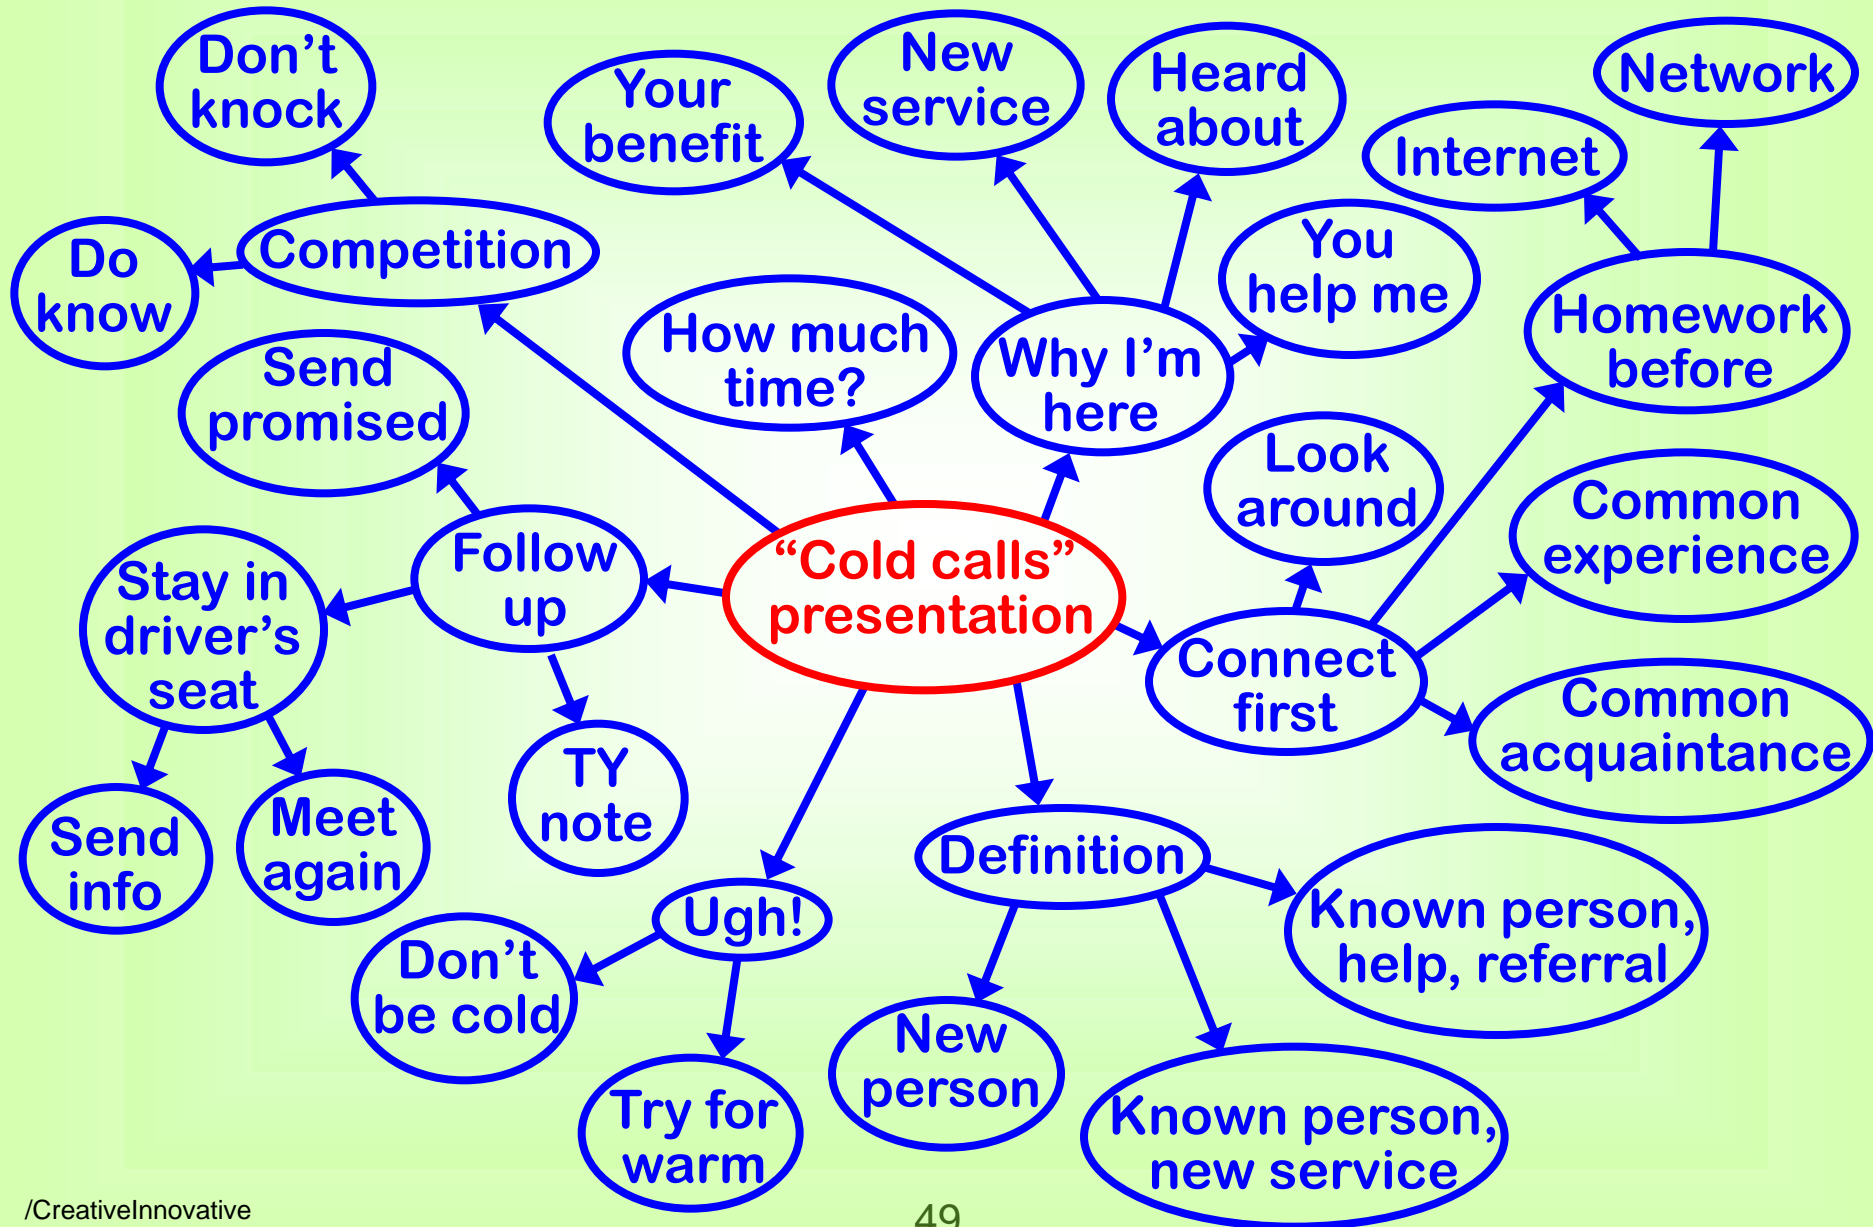 Don’t
knock
Your
benefit
New
service
Heard
about
Network
Internet
Do
know
Competition
You
help me
How much
time?
Why I’m
here
Homework
before
Send
promised
Look
around
Common
experience
Follow
up
“Cold calls”
presentation
Stay in
driver’s
seat
Connect
first
Common
acquaintance
TY
note
Send
info
Meet
again
Definition
Ugh!
Known person,
help, referral
Don’t
be cold
New
person
Try for
warm
Known person,
new service
/CreativeInnovative
49